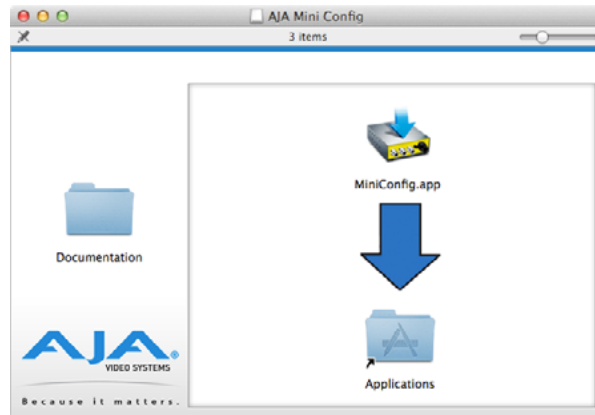 AJA Mini Config
3 items
MiniConfig.app
Documentation
Applications
AJA®
VIDEO SYSTEMS
Because it matters.